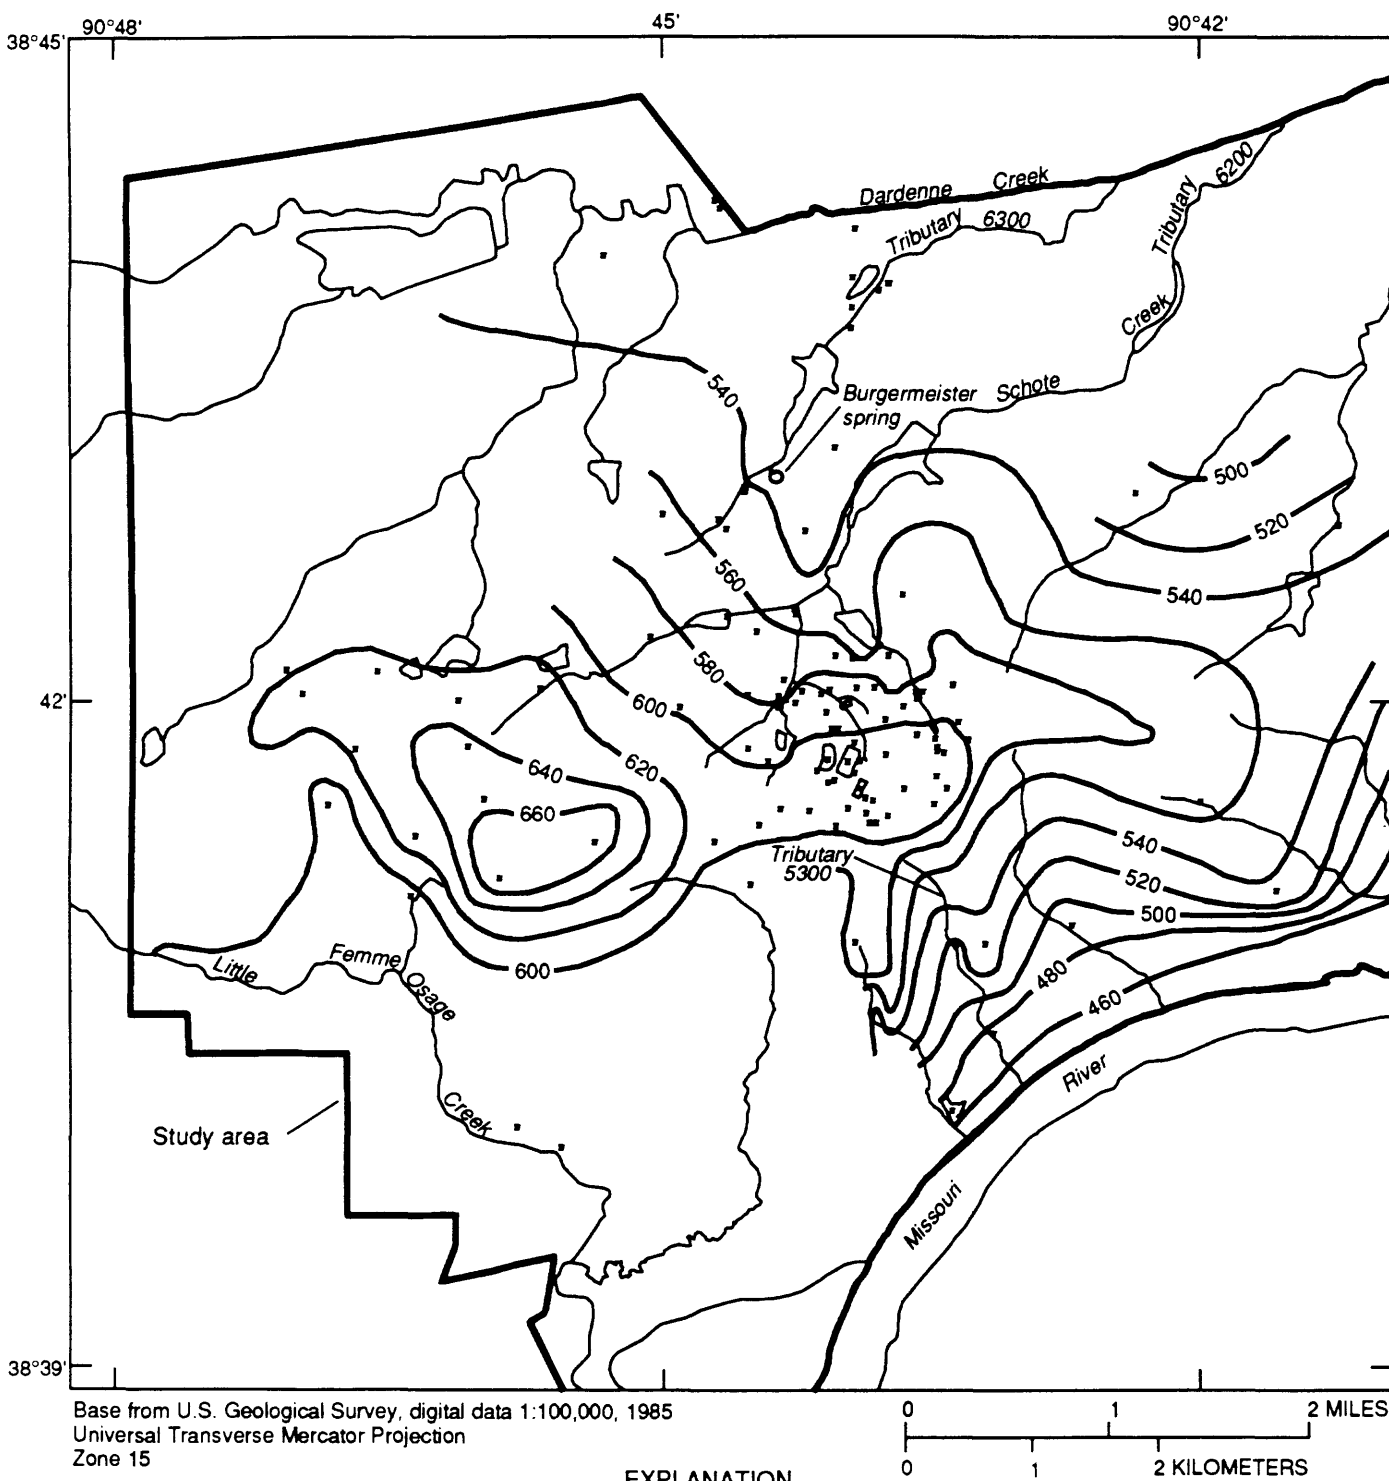 90°48'
45'
90°42'
38°45'
Dardenne Creek
Tributary 6300
Tributary 6200
Creek
Schote
Burgermeister
spring
540
500
520
560
540
580
600
42'
620
640
660
540
Tributary
5300
520
500
Little Femme Osage Creek
600
480
460
River
Study area
Missouri
38°39'
Base from U.S. Geological Survey, digital data 1:100,000, 1985
Universal Transverse Mercator Projection
Zone 15
0 1 2 MILES
0 1 2 KILOMETERS
EXPLANATION